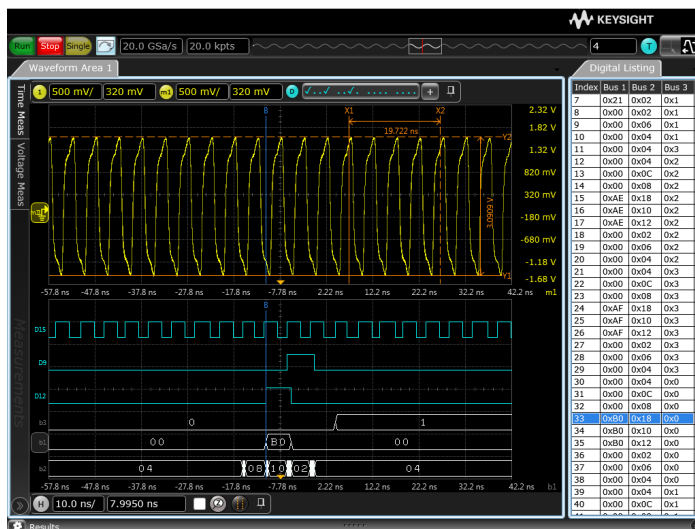 KEYSIGHT
Run Stop Single 20.0 GSa/s 20.0 kpts 4 T
Waveform Area 1
Digital Listing
1 500 mV/ 320 mV m1 500 mV/ 320 mV D +
Time Meas
Voltage Meas
Measurements
B X1 X2
19.722 ns
Y2
Y1
3.0909 V
2.32 V
1.82 V
1.32 V
820 mV
320 mV
-180 mV
-680 mV
-1.18 V
-1.68 V
-57.8 ns -47.8 ns -37.8 ns -27.8 ns -17.8 ns -7.78 ns 2.22 ns 12.2 ns 22.2 ns 32.2 ns 42.2 ns m1
B
D15
D9
D12
b3 0 1
b1 00 B0 00
b2 04 08 10 02 04
-57.8 ns -47.8 ns -37.8 ns -27.8 ns -17.8 ns -7.78 ns 2.22 ns 12.2 ns 22.2 ns 32.2 ns 42.2 ns b1
H 10.0 ns/ 7.9950 ns
Results
Index Bus 1 Bus 2 Bus 3
7 0x21 0x02 0x1
8 0x00 0x02 0x1
9 0x00 0x06 0x1
10 0x00 0x04 0x1
11 0x00 0x04 0x3
12 0x00 0x04 0x2
13 0x00 0x0C 0x2
14 0x00 0x08 0x2
15 0xAE 0x18 0x2
16 0xAE 0x10 0x2
17 0xAE 0x12 0x2
18 0x00 0x02 0x2
19 0x00 0x06 0x2
20 0x00 0x04 0x2
21 0x00 0x04 0x3
22 0x00 0x0C 0x3
23 0x00 0x08 0x3
24 0xAF 0x18 0x3
25 0xAF 0x10 0x3
26 0xAF 0x12 0x3
27 0x00 0x02 0x3
28 0x00 0x06 0x3
29 0x00 0x04 0x3
30 0x00 0x04 0x0
31 0x00 0x0C 0x0
32 0x00 0x08 0x0
33 0xB0 0x18 0x0
34 0xB0 0x10 0x0
35 0xB0 0x12 0x0
36 0x00 0x02 0x0
37 0x00 0x06 0x0
38 0x00 0x04 0x0
39 0x00 0x04 0x1
40 0x00 0x0C 0x1